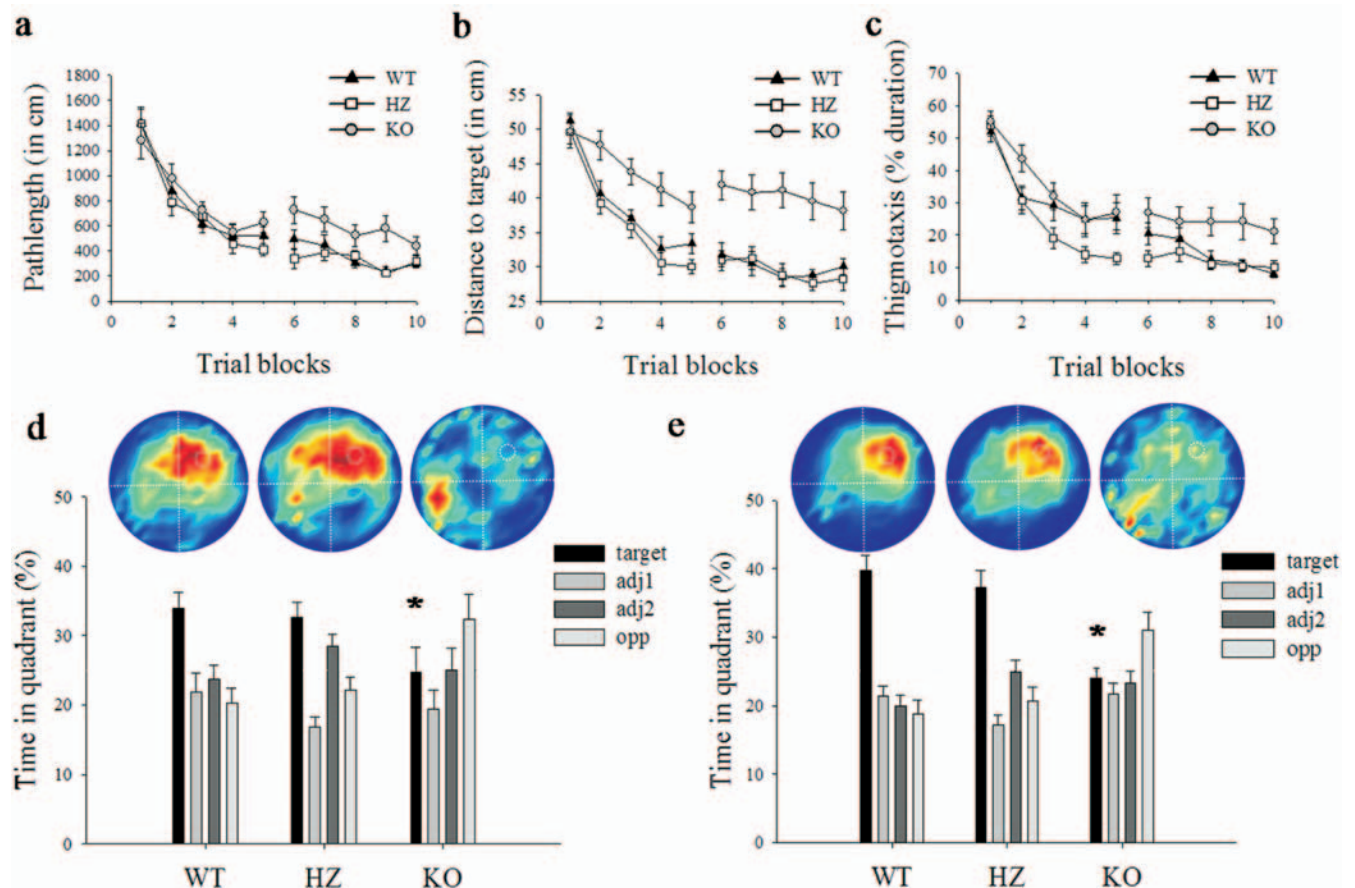 a
Pathlength (in cm)
1800
1600
1400
1200
1000
800
600
400
200
0
0 2 4 6 8 10
Trial blocks
WT
HZ
KO
b
Distance to target (in cm)
55
50
45
40
35
30
25
0 2 4 6 8 10
Trial blocks
WT
HZ
KO
c
Thigmotaxis (% duration)
70
60
50
40
30
20
10
0
0 2 4 6 8 10
Trial blocks
WT
HZ
KO
d
Time in quadrant (%)
50
40
30
20
10
0
*
WT HZ KO
target
adj1
adj2
opp
e
Time in quadrant (%)
50
40
30
20
10
0
*
WT HZ KO
target
adj1
adj2
opp